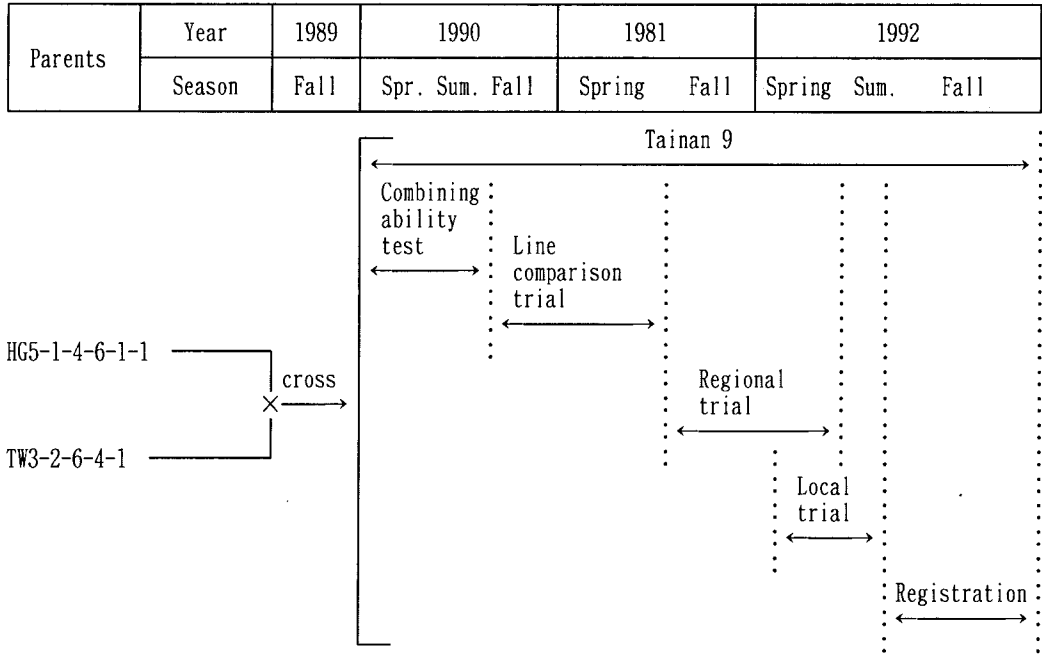 Parents Year 1989 1990 1981 1992
Season Fall Spr. Sum. Fall Spring Fall Spring Sum. Fall
Tainan 9
Combining
ability
test
Line
comparison
trial
HG5-1-4-6-1-1
cross
×
Regional
trial
TW3-2-6-4-1
Local
trial
Registration